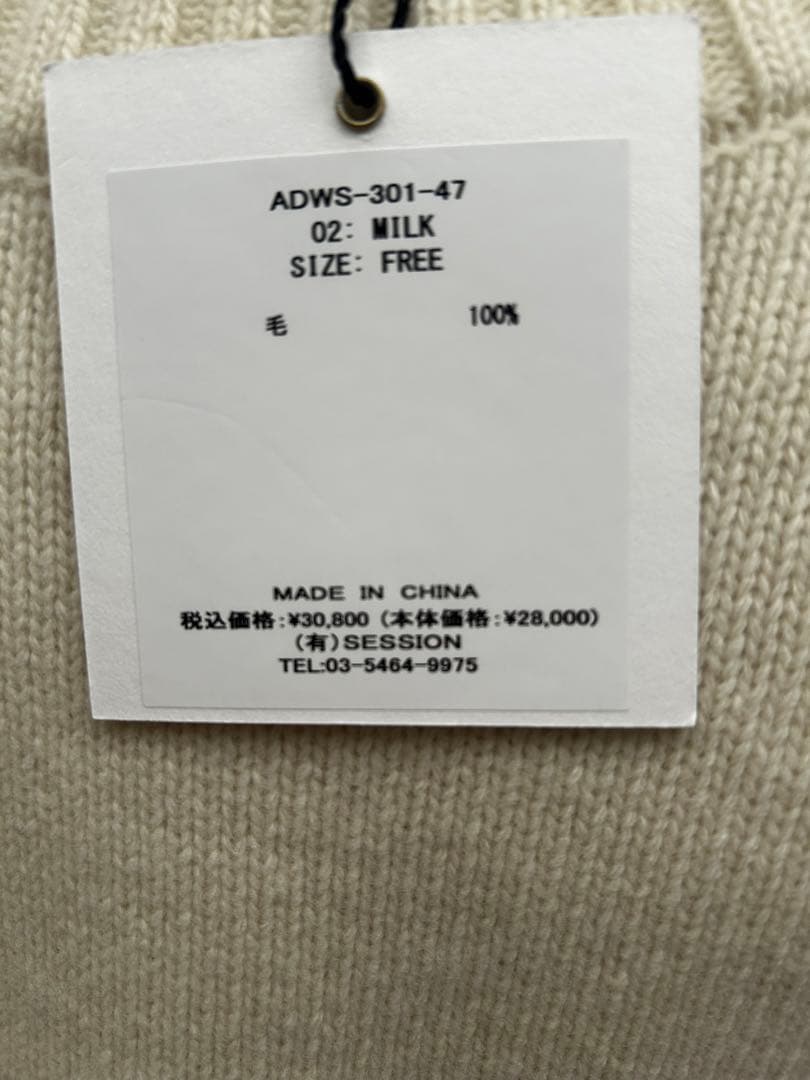 ADWS-301-47
02: MILK
SIZE: FREE
毛 100%
MADE IN CHINA
税込価格:¥30,800 (本体価格:¥28,000)
(有)SESSION
TEL:03-5464-9975